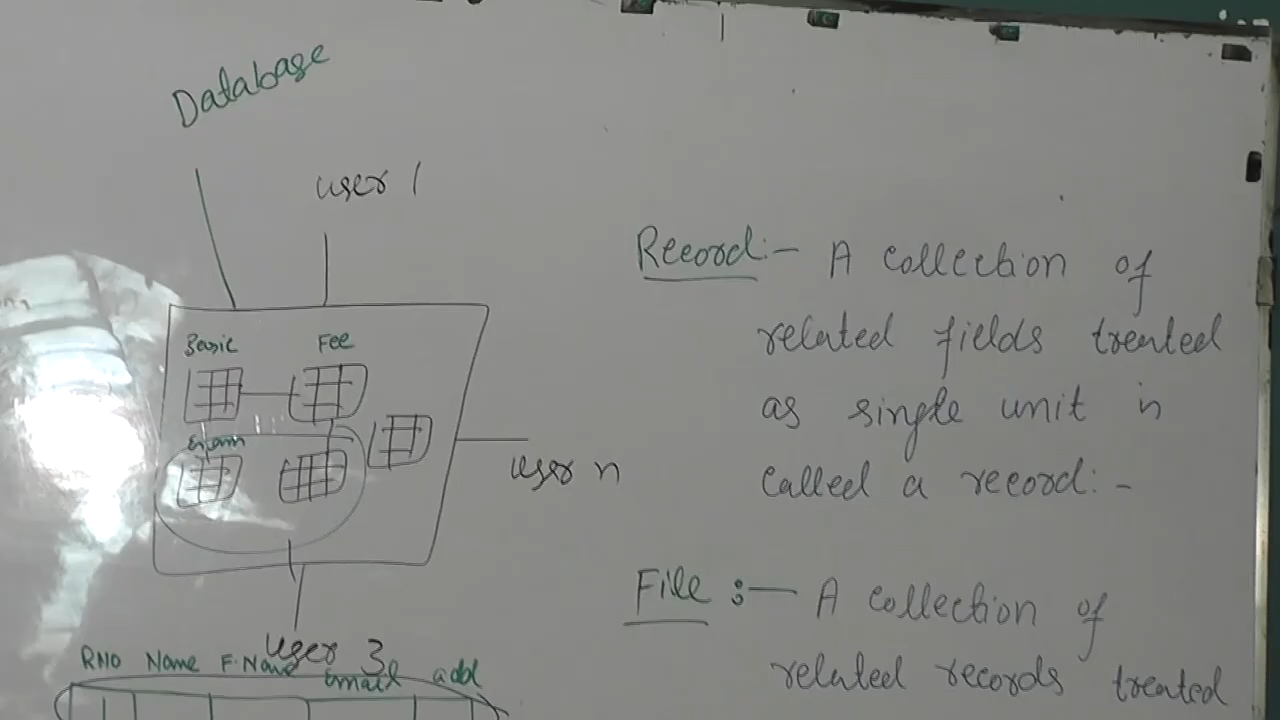 Database
user 1
Basic
Fee
Exam
user n
user 3
RNO Name F.Name Email add
Record:- A collection of
related fields treated
as single unit is
called a record:-
File :- A collection of
related records treated